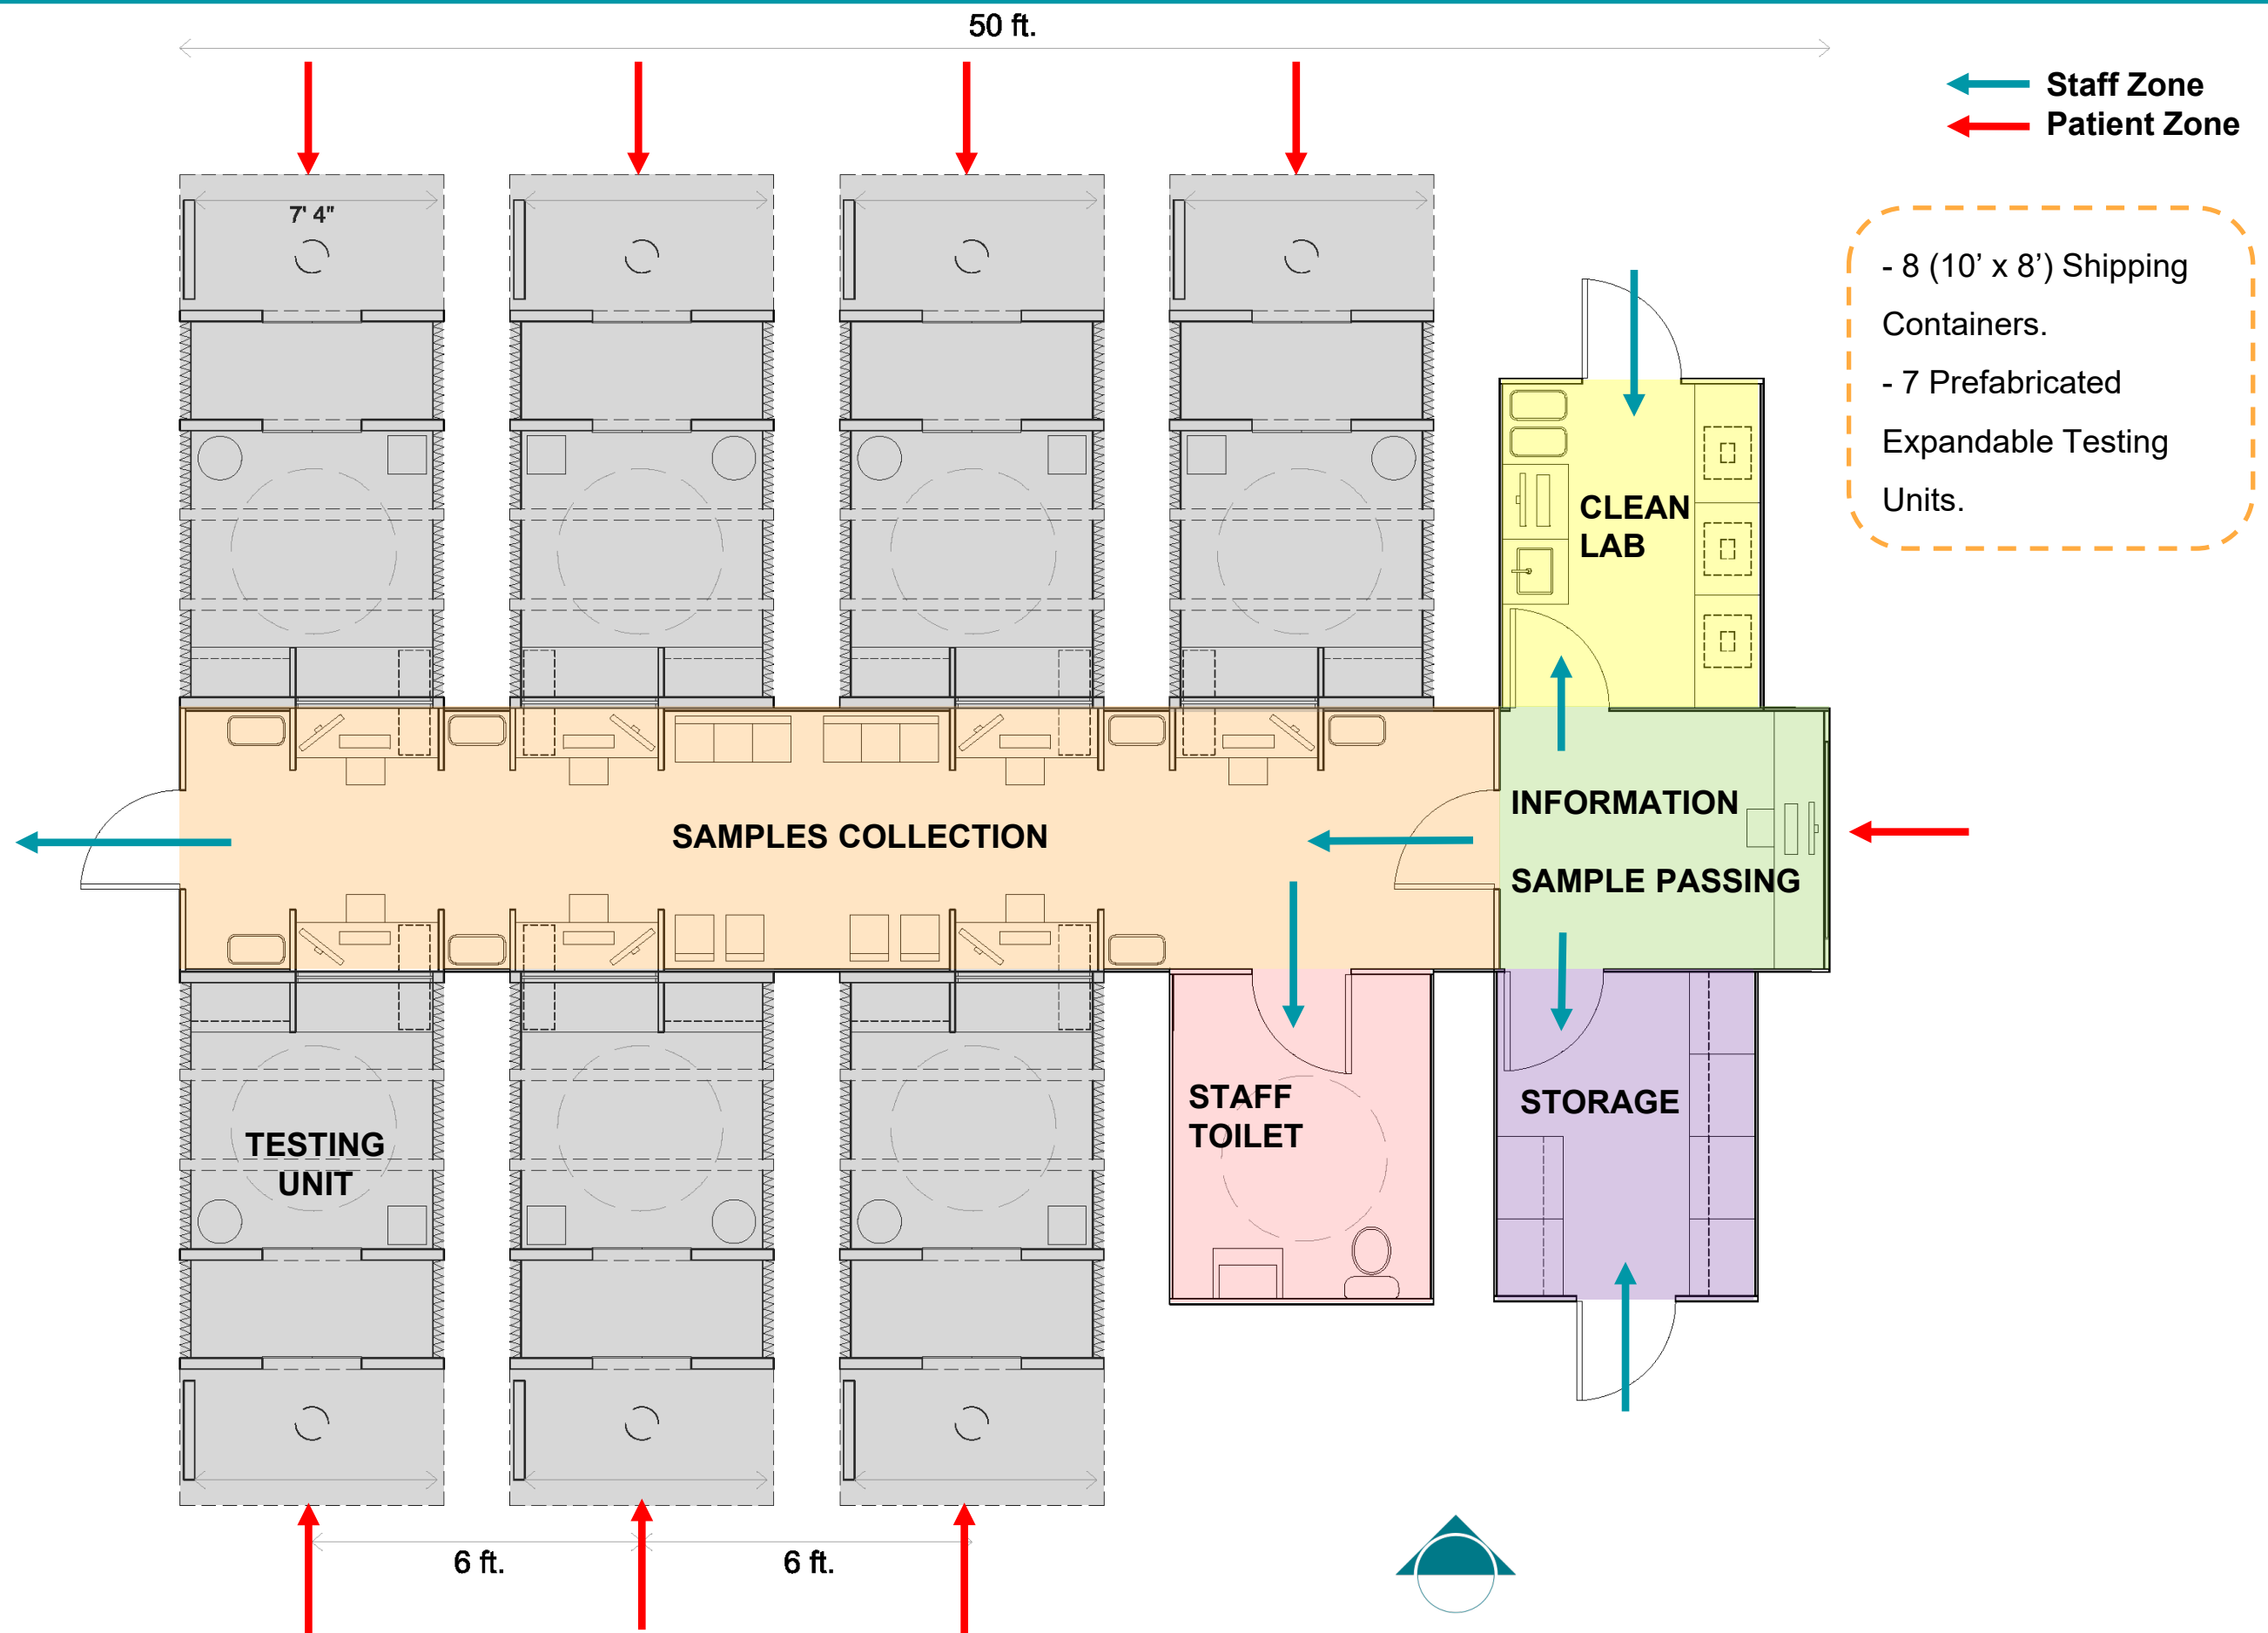 50 ft.
Staff Zone
Patient Zone
7' 4"
- 8 (10’ x 8’) Shipping
Containers.
- 7 Prefabricated
Expandable Testing
Units.
CLEAN
LAB
INFORMATION
SAMPLES COLLECTION
SAMPLE PASSING
STAFF
TOILET
STORAGE
TESTING
UNIT
6 ft.
6 ft.